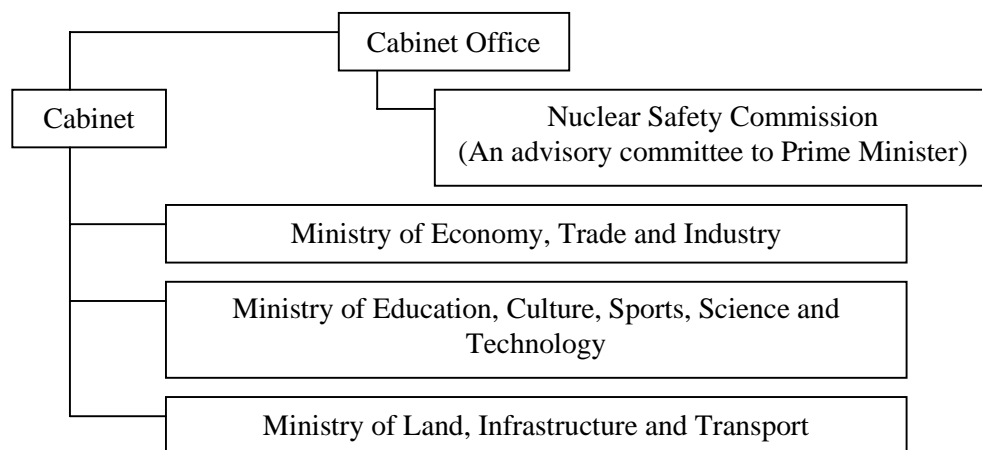 Cabinet Office
Cabinet
Nuclear Safety Commission
(An advisory committee to Prime Minister)
Ministry of Economy, Trade and Industry
Ministry of Education, Culture, Sports, Science and
Technology
Ministry of Land, Infrastructure and Transport